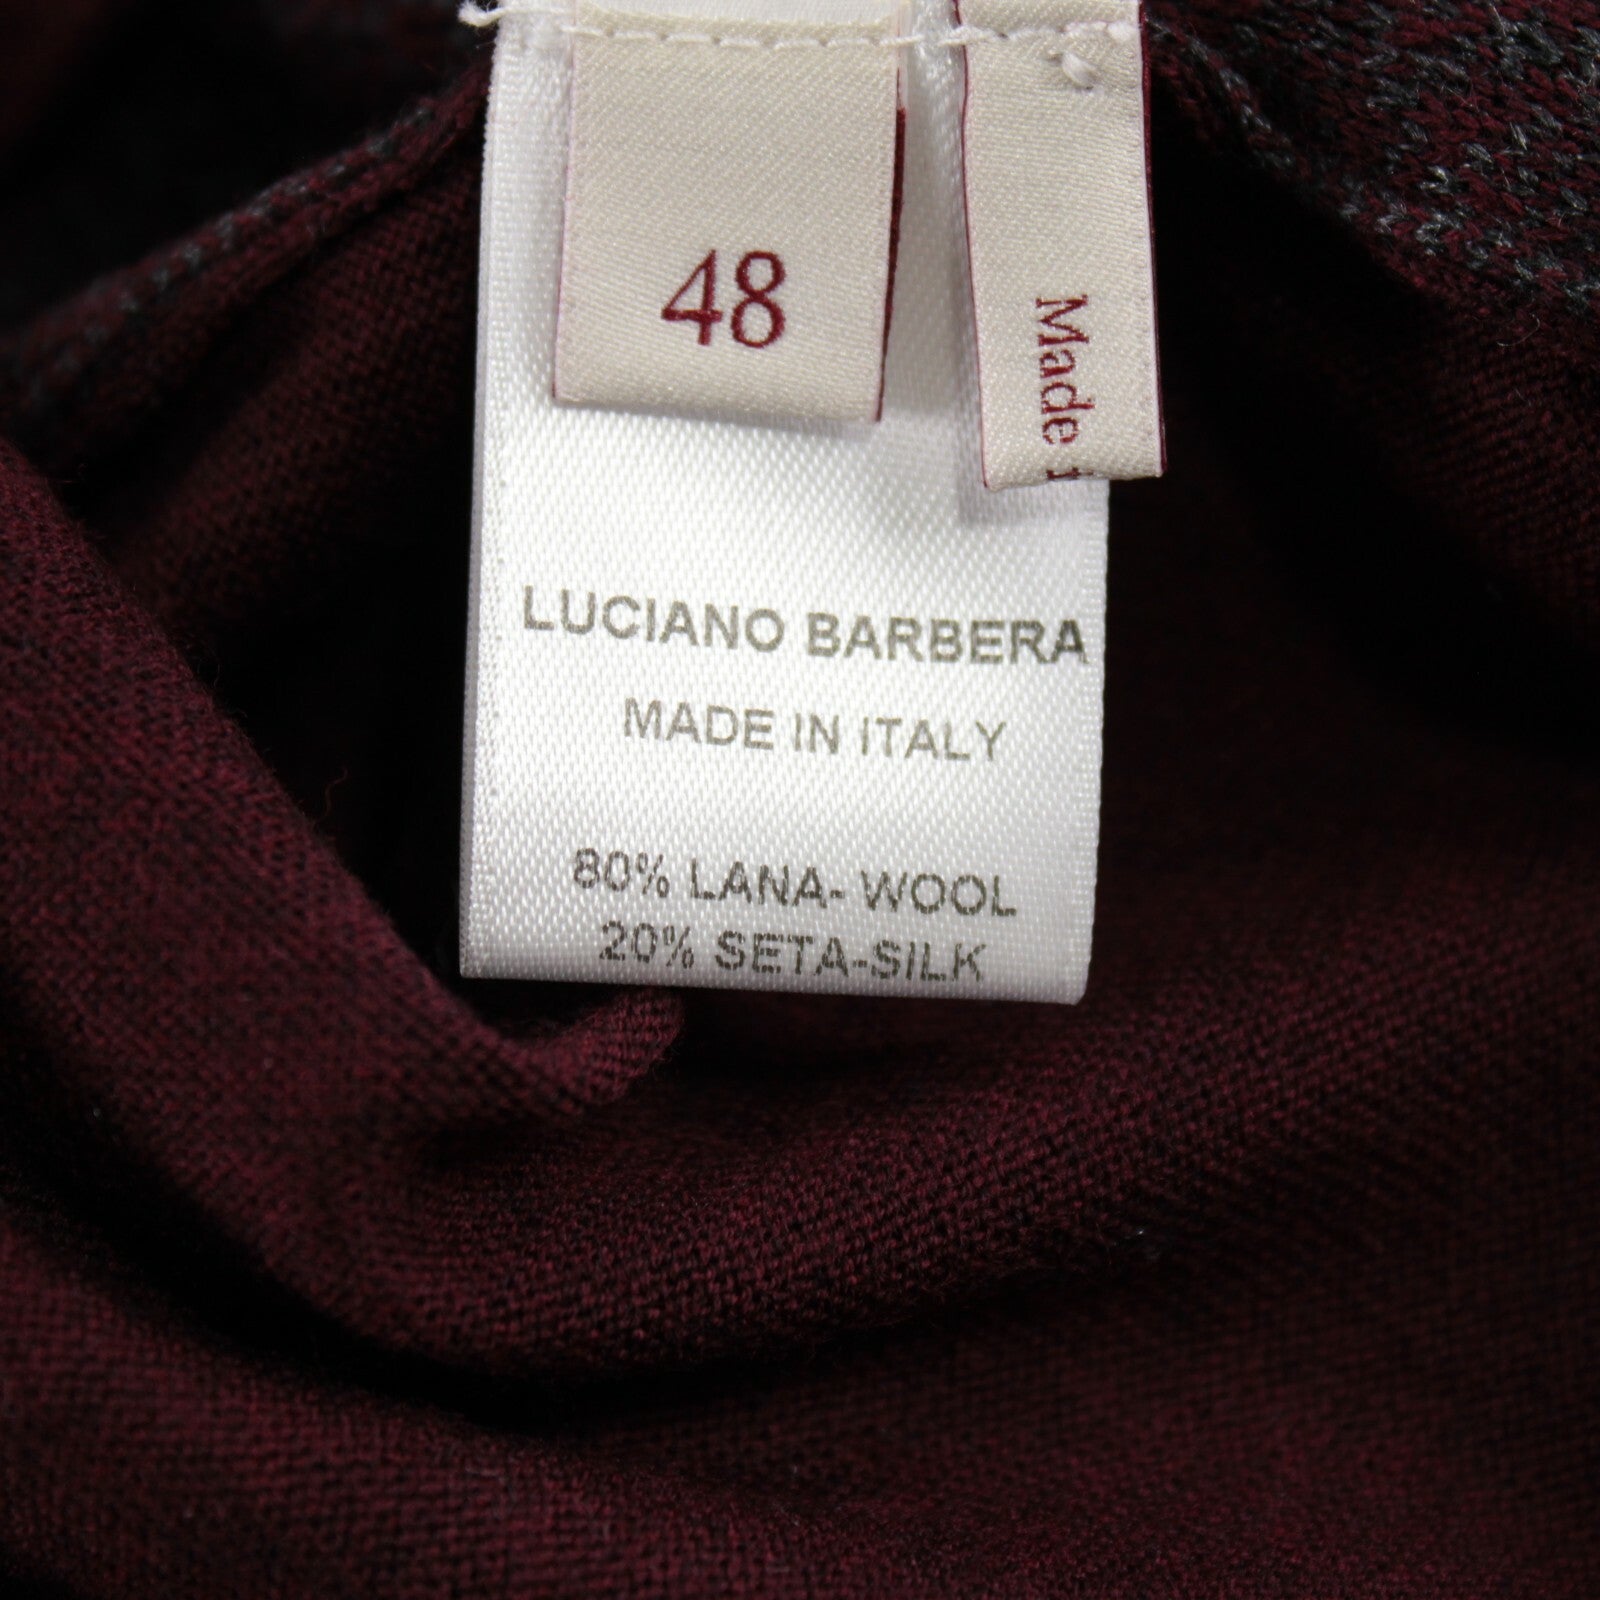 48
Made
LUCIANO BARBERA
MADE IN ITALY
80% LANA- WOOL
20% SETA-SILK